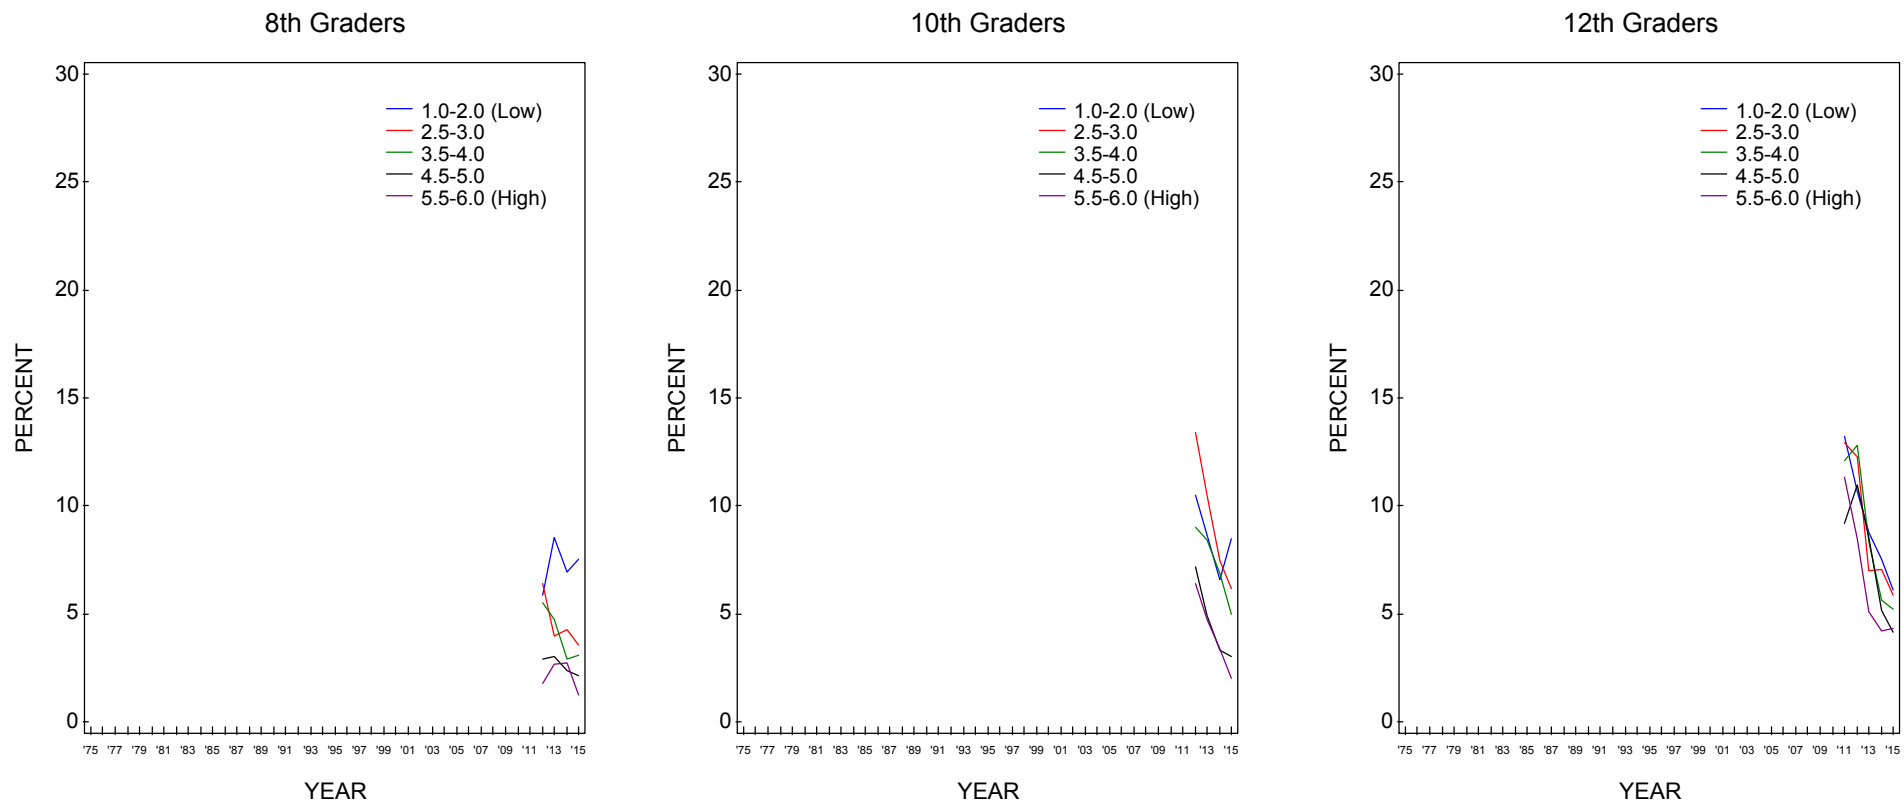 8th Graders
30
25
20
15
10
5
0
PERCENT
1.0-2.0 (Low)
2.5-3.0
3.5-4.0
4.5-5.0
5.5-6.0 (High)
'75 '77 '79 '81 '83 '85 '87 '89 '91 '93 '95 '97 '99 '01 '03 '05 '07 '09 '11 '13 '15
YEAR
10th Graders
30
25
20
15
10
5
0
PERCENT
1.0-2.0 (Low)
2.5-3.0
3.5-4.0
4.5-5.0
5.5-6.0 (High)
'75 '77 '79 '81 '83 '85 '87 '89 '91 '93 '95 '97 '99 '01 '03 '05 '07 '09 '11 '13 '15
YEAR
12th Graders
30
25
20
15
10
5
0
PERCENT
1.0-2.0 (Low)
2.5-3.0
3.5-4.0
4.5-5.0
5.5-6.0 (High)
'75 '77 '79 '81 '83 '85 '87 '89 '91 '93 '95 '97 '99 '01 '03 '05 '07 '09 '11 '13 '15
YEAR